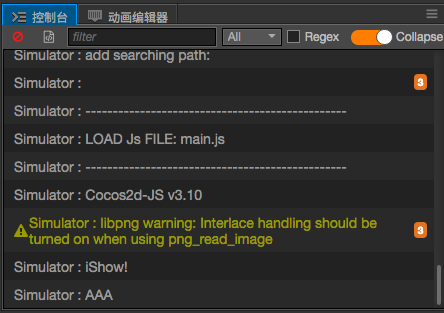 控制台 动画编辑器
filter All Regex Collapse
Simulator : add searching path:
Simulator : 3
Simulator : ------------------------------------------------
Simulator : LOAD Js FILE: main.js
Simulator : ------------------------------------------------
Simulator : Cocos2d-JS v3.10
Simulator : libpng warning: Interlace handling should be
turned on when using png_read_image 3
Simulator : iShow!
Simulator : AAA